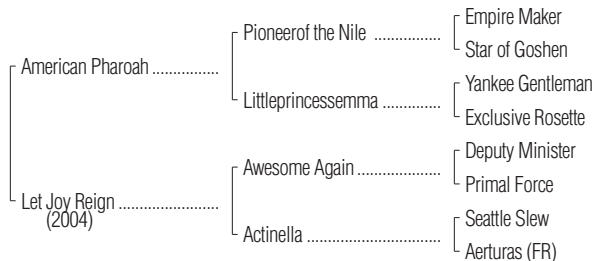 Empire Maker
Pioneerof the Nile ..................
Star of Goshen
American Pharoah ...............
Yankee Gentleman
Littleprincessemma ...............
Exclusive Rosette
Deputy Minister
Awesome Again ......................
Primal Force
Let Joy Reign .......................
(2004)
Seattle Slew
Actinella ..................................
Aerturas (FR)